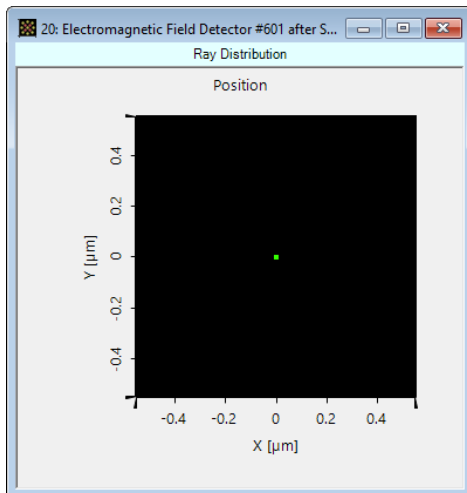 20: Electromagnetic Field Detector #601 after S...
Ray Distribution
Position
0.4
0.2
0
-0.2
-0.4
Y [µm]
-0.4 -0.2 0 0.2 0.4
X [µm]